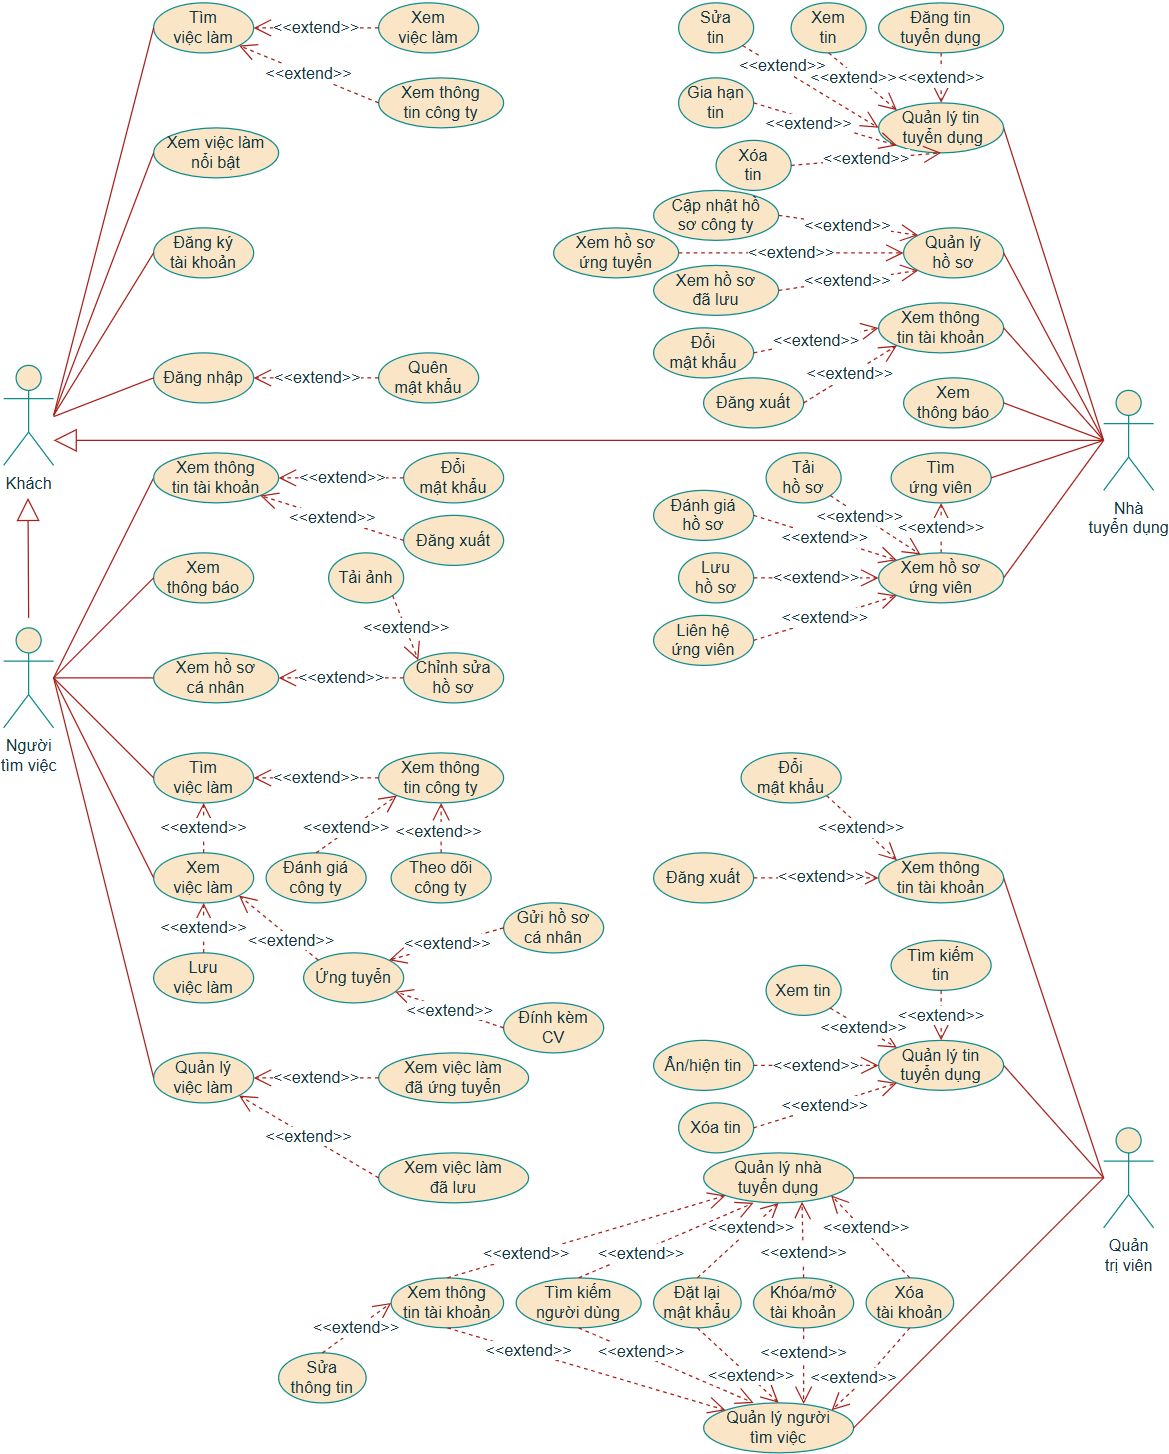 Tìm
việc làm
<<extend>>
Xem
việc làm
<<extend>>
Xem thông
tin công ty
Xem việc làm
nổi bật
Đăng ký
tài khoản
Đăng nhập
<<extend>>
Quên
mật khẩu
Khách
Sửa
tin
Xem
tin
Đăng tin
tuyển dụng
<<extend>>
<<extend>>
<<extend>>
Gia hạn
tin
<<extend>>
Quản lý tin
tuyển dụng
Xóa
tin
<<extend>>
Cập nhật hồ
sơ công ty
<<extend>>
Xem hồ sơ
ứng tuyển
<<extend>>
Quản lý
hồ sơ
Xem hồ sơ
đã lưu
<<extend>>
Xem thông
tin tài khoản
Đổi
mật khẩu
<<extend>>
<<extend>>
Đăng xuất
Xem
thông báo
Nhà
tuyển dụng
Tải
hồ sơ
Tìm
ứng viên
Đánh giá
hồ sơ
<<extend>>
<<extend>>
<<extend>>
Lưu
hồ sơ
<<extend>>
Xem hồ sơ
ứng viên
<<extend>>
Liên hệ
ứng viên
Xem thông
tin tài khoản
<<extend>>
Đổi
mật khẩu
<<extend>>
Đăng xuất
Xem
thông báo
Tải ảnh
<<extend>>
Xem hồ sơ
cá nhân
<<extend>>
Chỉnh sửa
hồ sơ
Người
tìm việc
Tìm
việc làm
<<extend>>
Xem thông
tin công ty
<<extend>>
<<extend>>
<<extend>>
Xem
việc làm
Đánh giá
công ty
Theo dõi
công ty
<<extend>>
<<extend>>
Gửi hồ sơ
cá nhân
<<extend>>
Lưu
việc làm
Ứng tuyển
<<extend>>
Đính kèm
CV
Quản lý
việc làm
<<extend>>
Xem việc làm
đã ứng tuyển
<<extend>>
Xem việc làm
đã lưu
Đổi
mật khẩu
<<extend>>
Đăng xuất
<<extend>>
Xem thông
tin tài khoản
Tìm kiếm
tin
Xem tin
<<extend>>
<<extend>>
Ẩn/hiện tin
<<extend>>
Quản lý tin
tuyển dụng
<<extend>>
Xóa tin
Quản lý nhà
tuyển dụng
Quản
trị viên
<<extend>>
<<extend>>
<<extend>>
<<extend>>
<<extend>>
Xem thông
tin tài khoản
Tìm kiếm
người dùng
Đặt lại
mật khẩu
Khóa/mở
tài khoản
Xóa
tài khoản
<<extend>>
<<extend>>
<<extend>>
<<extend>>
<<extend>>
<<extend>>
Sửa
thông tin
Quản lý người
tìm việc